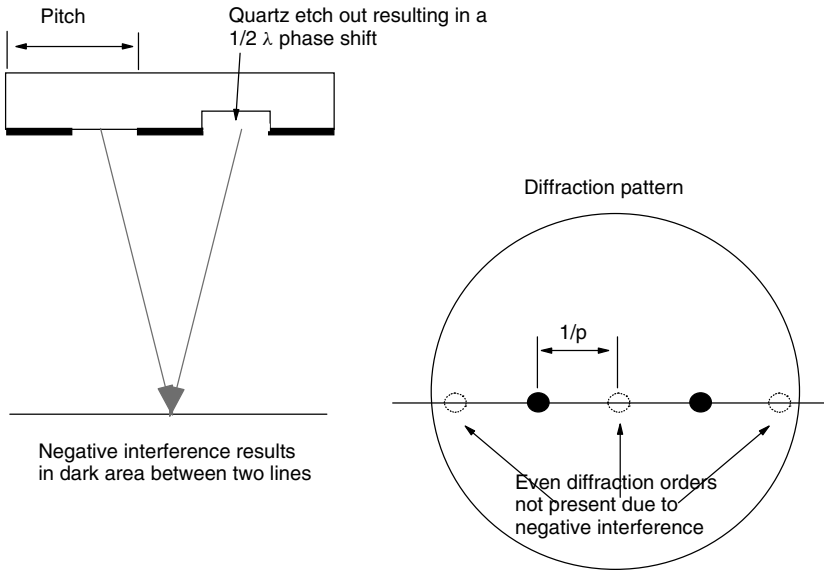 Pitch
Quartz etch out resulting in a
1/2 λ phase shift
Diffraction pattern
1/p
Negative interference results
in dark area between two lines
Even diffraction orders
not present due to
negative interference